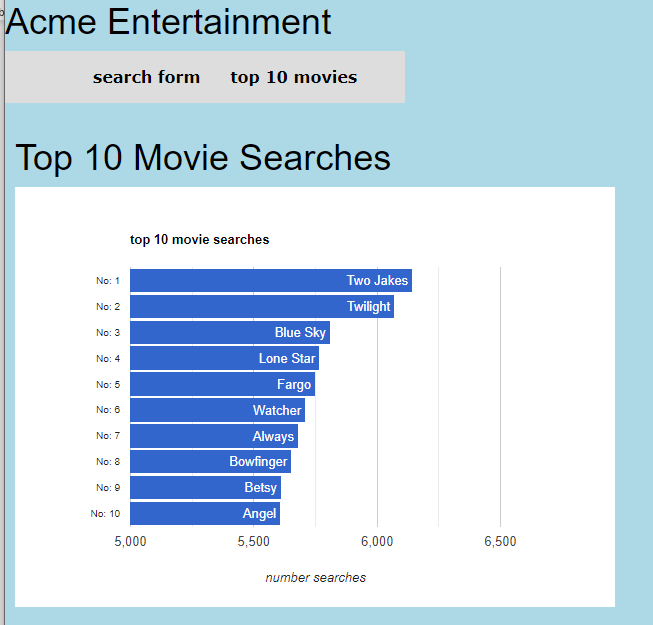 Acme Entertainment
search form top 10 movies
Top 10 Movie Searches
top 10 movie searches
No: 1 Two Jakes
No: 2 Twilight
No: 3 Blue Sky
No: 4 Lone Star
No: 5 Fargo
No: 6 Watcher
No: 7 Always
No: 8 Bowfinger
No: 9 Betsy
No: 10 Angel
5,000 5,500 6,000 6,500
number searches